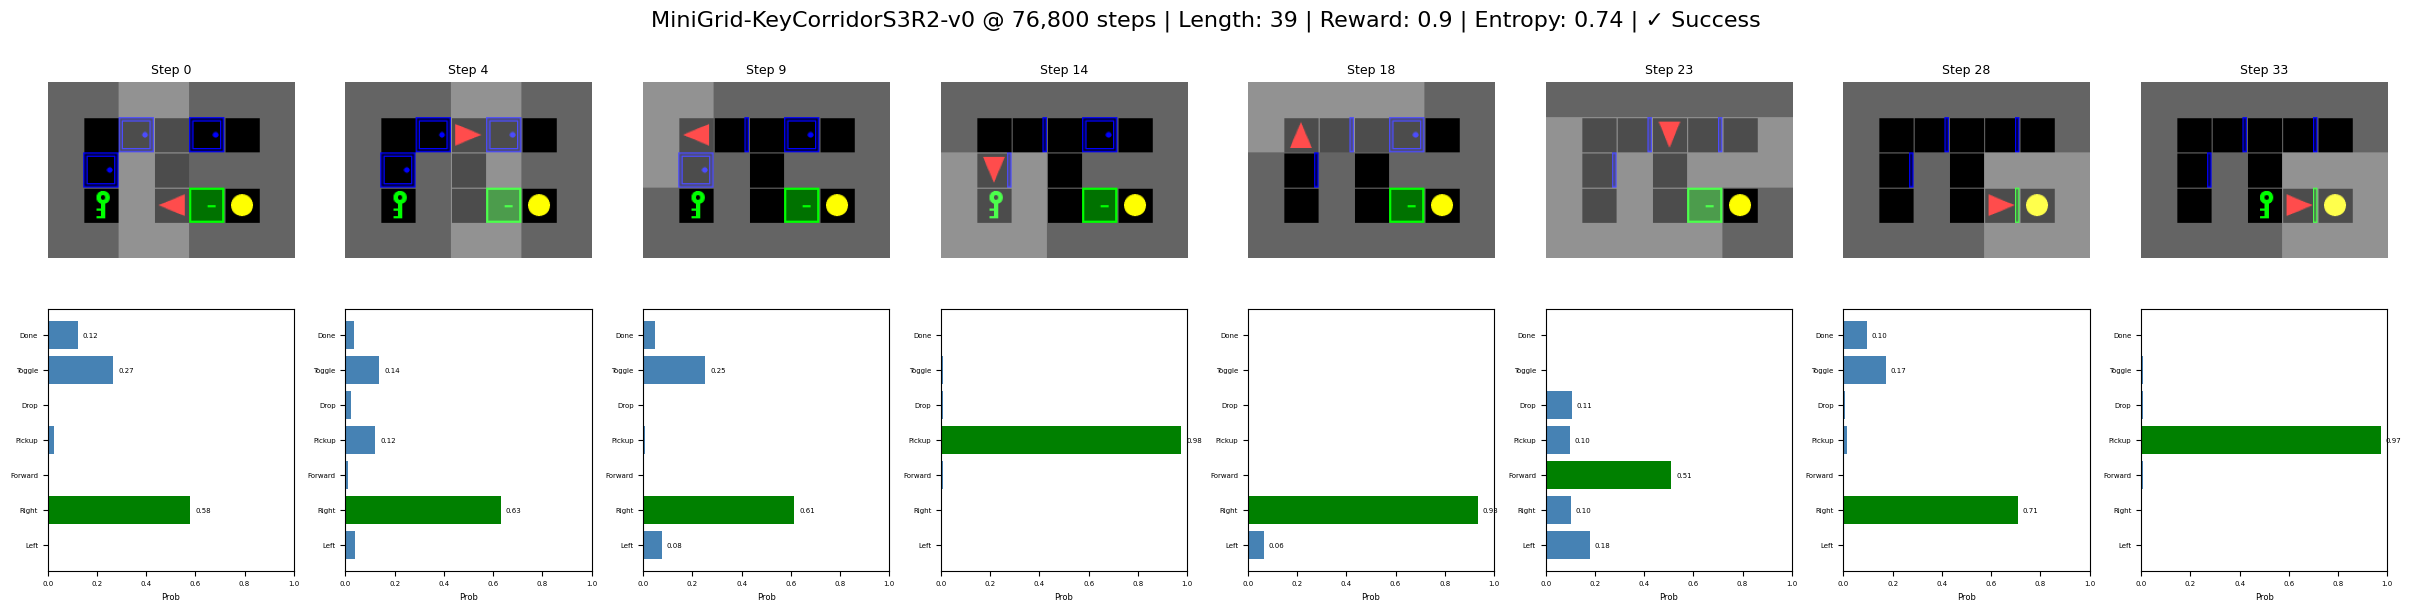 MiniGrid-KeyCorridorS3R2-v0 @ 76,800 steps | Length: 39 | Reward: 0.9 | Entropy: 0.74 | ✓ Success
Step 0
Step 4
Step 9
Step 14
Step 18
Step 23
Step 28
Step 33
Done
0.12
Toggle
0.27
Drop
Pickup
Forward
Right
0.58
Left
0.0 0.2 0.4 0.6 0.8 1.0
Prob
Done
Toggle
0.14
Drop
Pickup
0.12
Forward
Right
0.63
Left
0.0 0.2 0.4 0.6 0.8 1.0
Prob
Done
Toggle
0.25
Drop
Pickup
Forward
Right
0.61
Left
0.08
0.0 0.2 0.4 0.6 0.8 1.0
Prob
Done
Toggle
Drop
Pickup
0.98
Forward
Right
Left
0.0 0.2 0.4 0.6 0.8 1.0
Prob
Done
Toggle
Drop
Pickup
Forward
Right
0.93
Left
0.06
0.0 0.2 0.4 0.6 0.8 1.0
Prob
Done
Toggle
Drop
0.11
Pickup
0.10
Forward
0.51
Right
0.10
Left
0.18
0.0 0.2 0.4 0.6 0.8 1.0
Prob
Done
0.10
Toggle
0.17
Drop
Pickup
Forward
Right
0.71
Left
0.0 0.2 0.4 0.6 0.8 1.0
Prob
Done
Toggle
Drop
Pickup
0.97
Forward
Right
Left
0.0 0.2 0.4 0.6 0.8 1.0
Prob